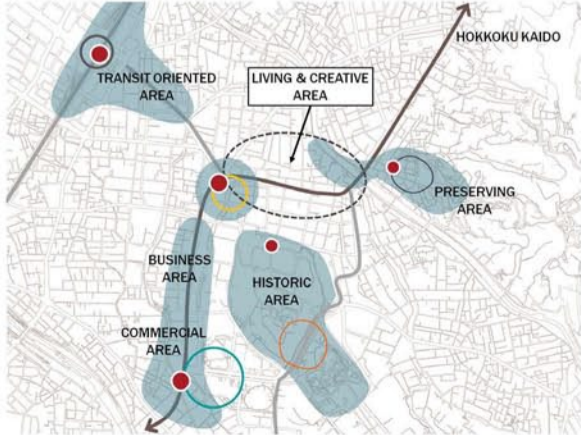 HOKKOKU KAIDO
TRANSIT ORIENTED
AREA
LIVING & CREATIVE
AREA
PRESERVING
AREA
BUSINESS
AREA
HISTORIC
AREA
COMMERCIAL
AREA